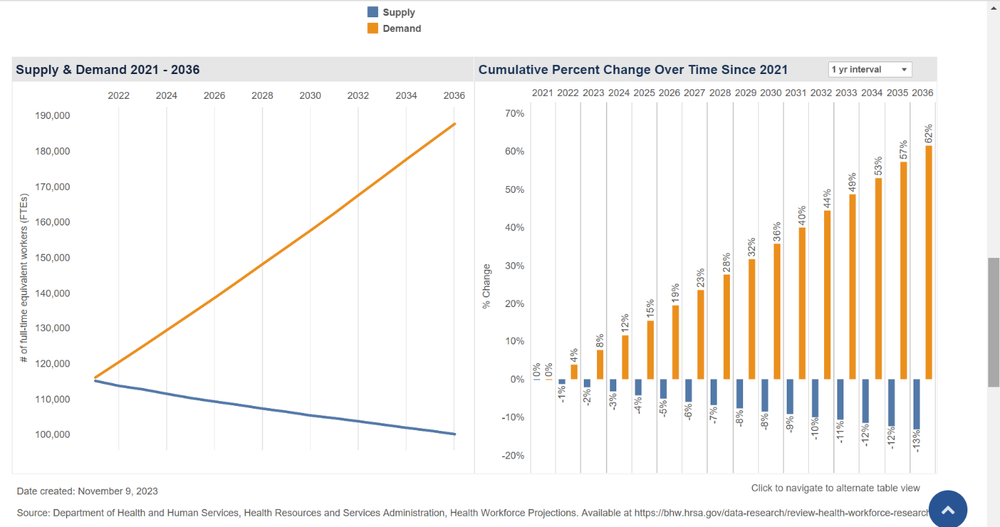 Supply
Demand
Supply & Demand 2021 - 2036
2022 2024 2026 2028 2030 2032 2034 2036
190,000
180,000
170,000
160,000
150,000
140,000
130,000
120,000
110,000
100,000
# of full-time equivalent workers (FTEs)
Cumulative Percent Change Over Time Since 2021
1 yr interval
2021 2022 2023 2024 2025 2026 2027 2028 2029 2030 2031 2032 2033 2034 2035 2036
70%
60%
50%
40%
30%
20%
10%
0%
-10%
-20%
% Change
0% 0% 4% 8% 12% 15% 19% 23% 28% 32% 36% 40% 44% 49% 53% 57% 62%
-1% -2% -3% -4% -5% -6% -7% -8% -8% -9% -10% -11% -12% -12% -13%
Date created: November 9, 2023
Click to navigate to alternate table view
Source: Department of Health and Human Services, Health Resources and Services Administration, Health Workforce Projections. Available at https://bhw.hrsa.gov/data-research/review-health-workforce-research